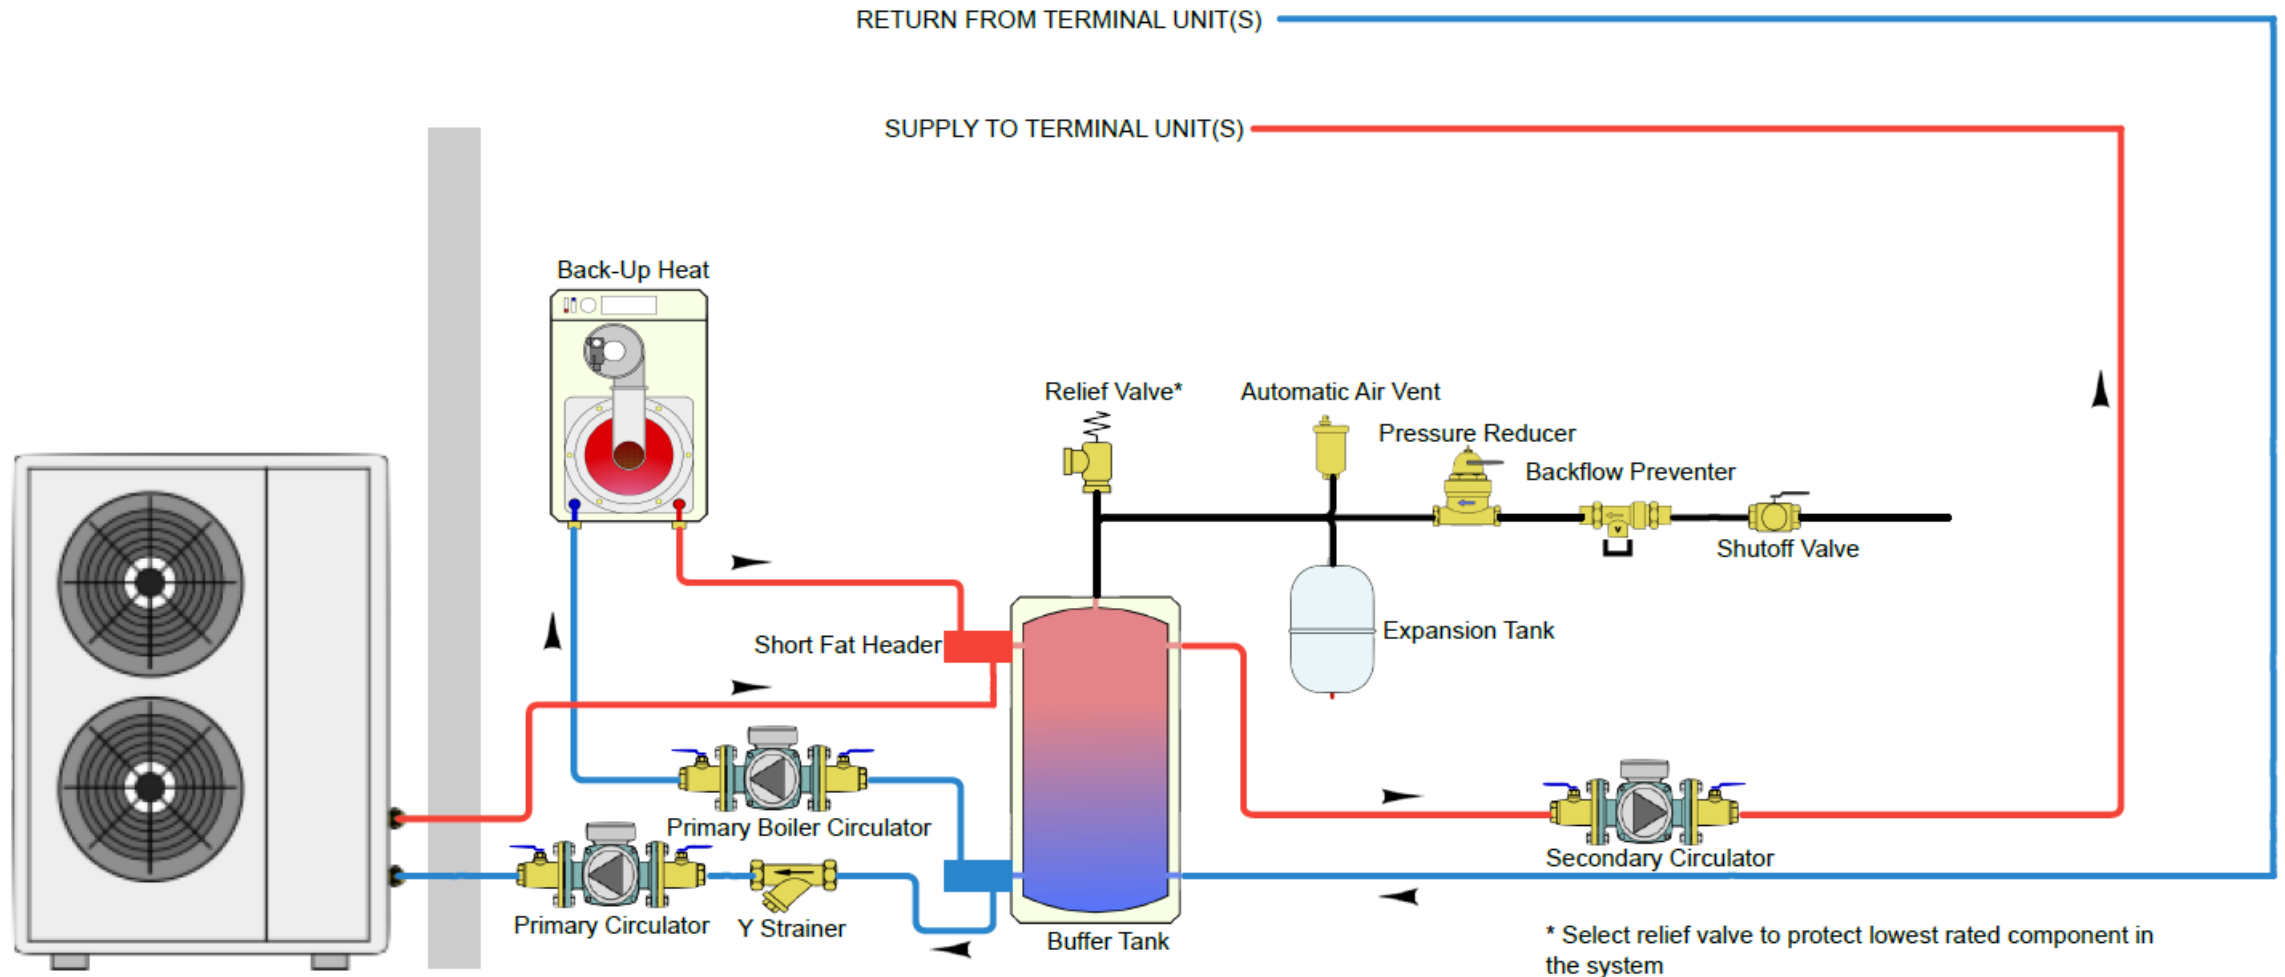 RETURN FROM TERMINAL UNIT(S)
SUPPLY TO TERMINAL UNIT(S)
Back-Up Heat
Relief Valve*
Automatic Air Vent
Pressure Reducer
Backflow Preventer
Shutoff Valve
Expansion Tank
Short Fat Header
Primary Boiler Circulator
Secondary Circulator
Primary Circulator
Y Strainer
Buffer Tank
* Select relief valve to protect lowest rated component in
the system